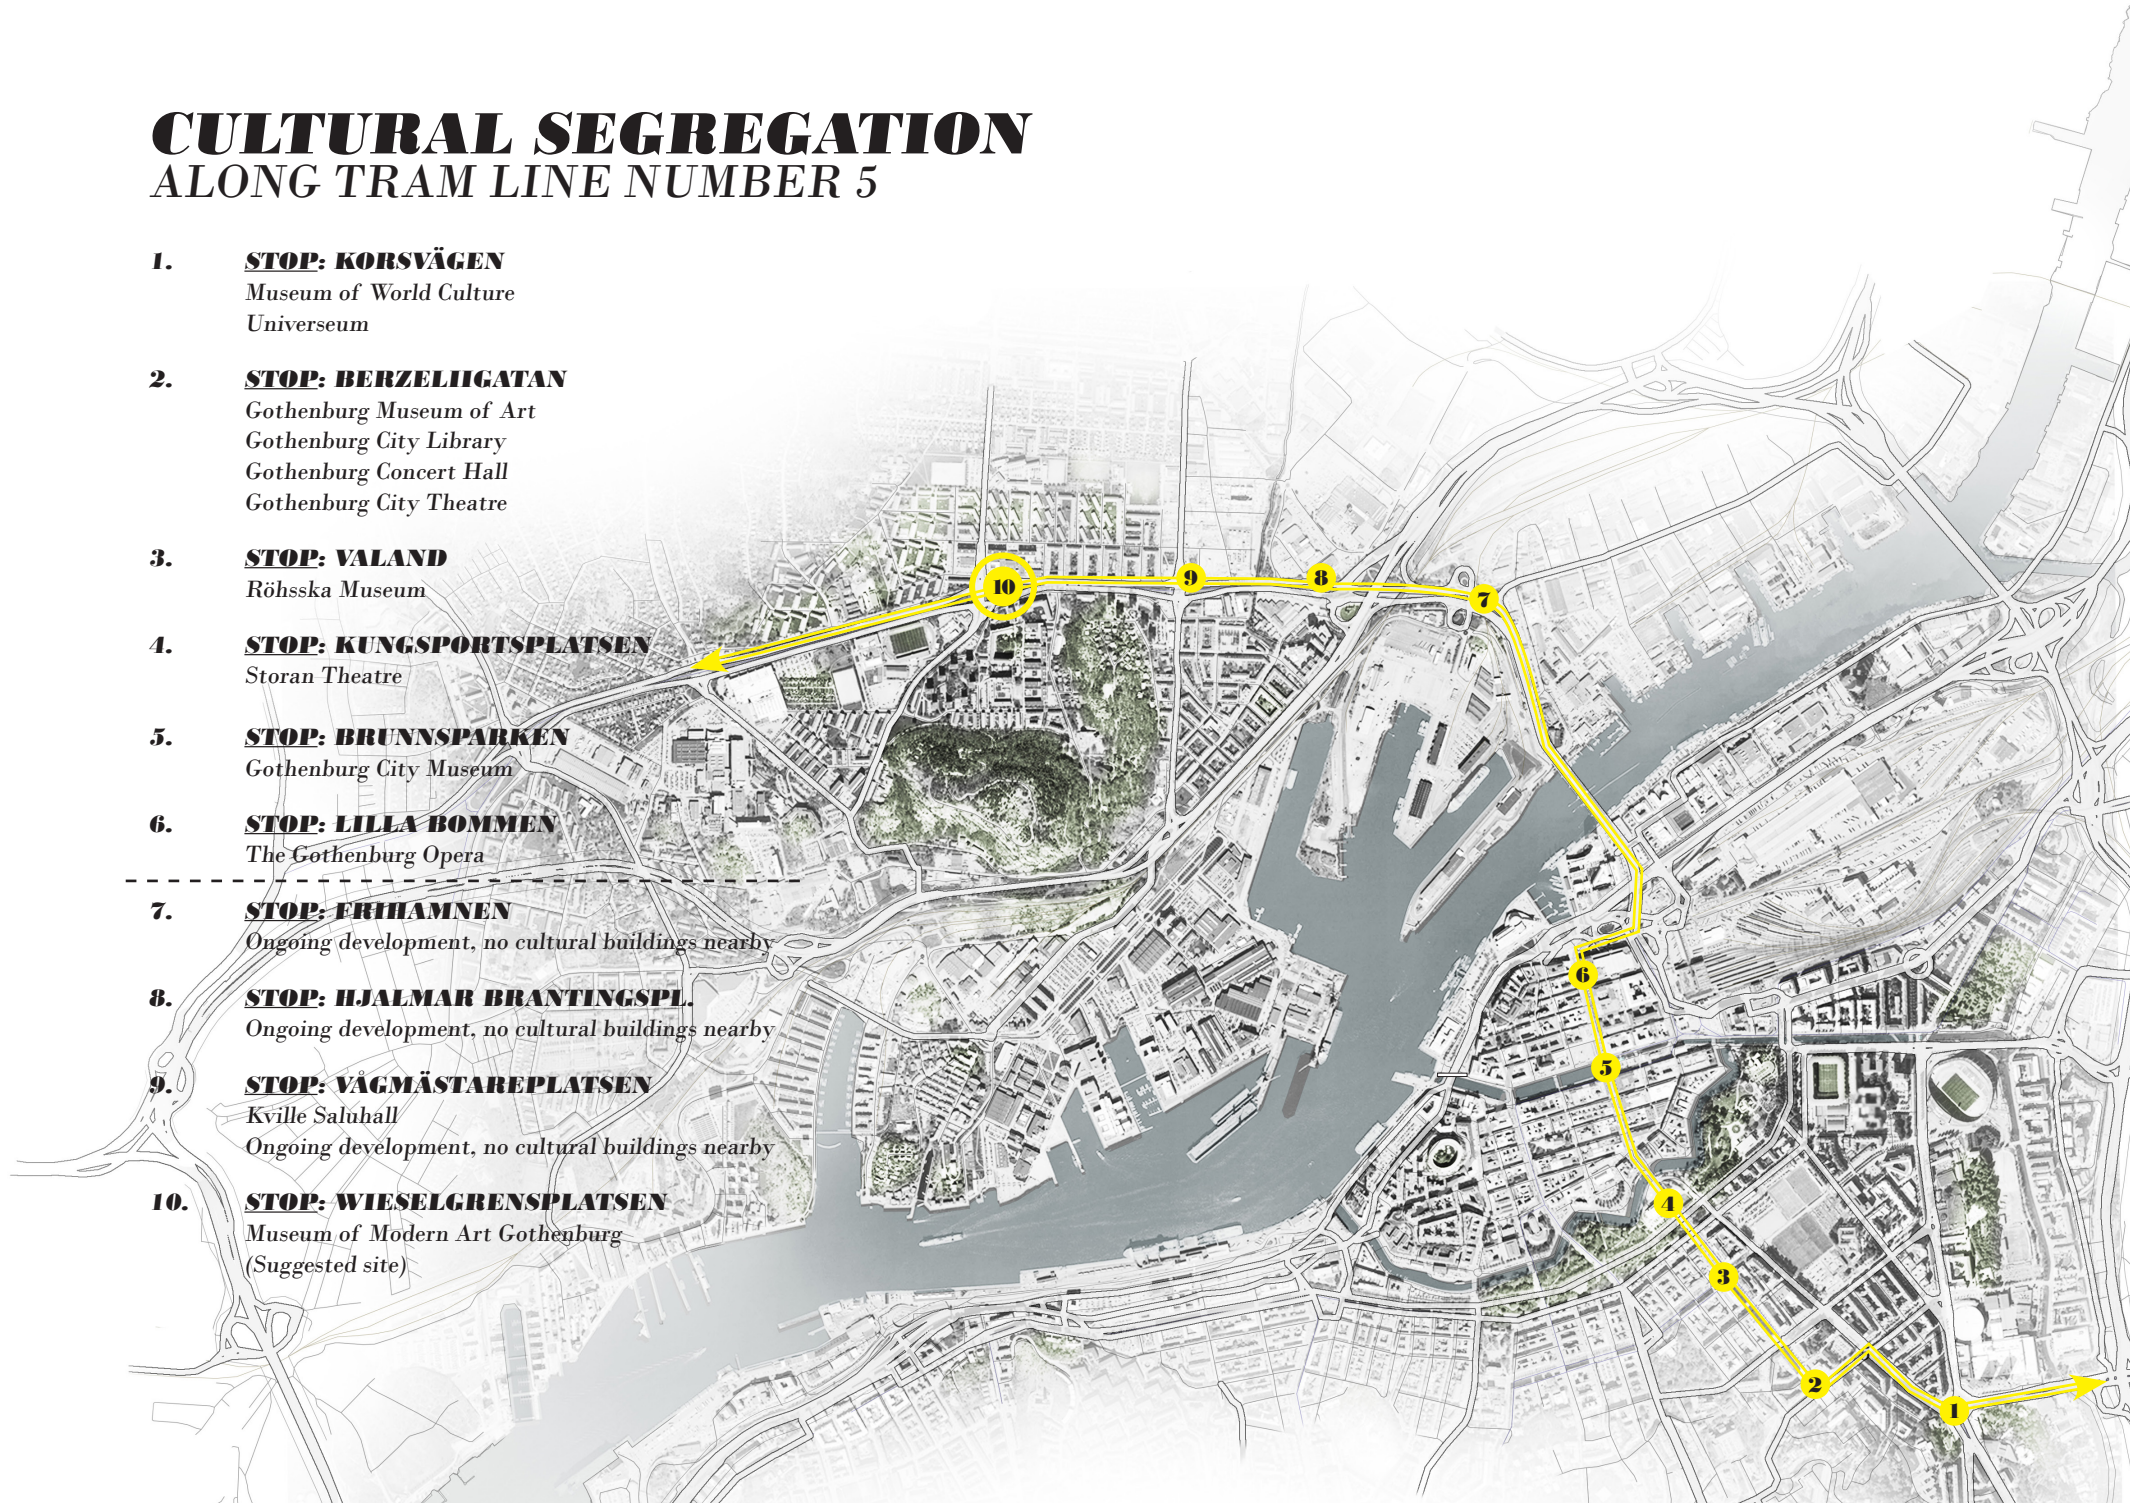 CULTURAL SEGREGATION
ALONG TRAM LINE NUMBER 5
1. STOP: KORSVÄGEN
Museum of World Culture
Universeum
2. STOP: BERZELIIGATAN
Gothenburg Museum of Art
Gothenburg City Library
Gothenburg Concert Hall
Gothenburg City Theatre
3. STOP: VALAND
Röhsska Museum
4. STOP: KUNGSPORTSPLATSEN
Storan Theatre
5. STOP: BRUNNSPARKEN
Gothenburg City Museum
6. STOP: LILLA BOMMEN
The Gothenburg Opera
7. STOP: FRIHAMNEN
Ongoing development, no cultural buildings nearby
8. STOP: HJALMAR BRANTINGSPL.
Ongoing development, no cultural buildings nearby
9. STOP: VÅGMÄSTAREPLATSEN
Kville Saluhall
Ongoing development, no cultural buildings nearby
10. STOP: WIESELGRENSPLATSEN
Museum of Modern Art Gothenburg
(Suggested site)
10
9
8
7
6
5
4
3
2
1